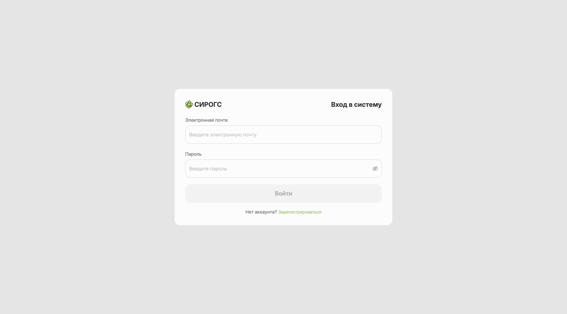 СИРОГС
Вход в систему
Электронная почта
Введите электронную почту
Пароль
Введите пароль
Войти
Нет аккаунта? Зарегистрироваться